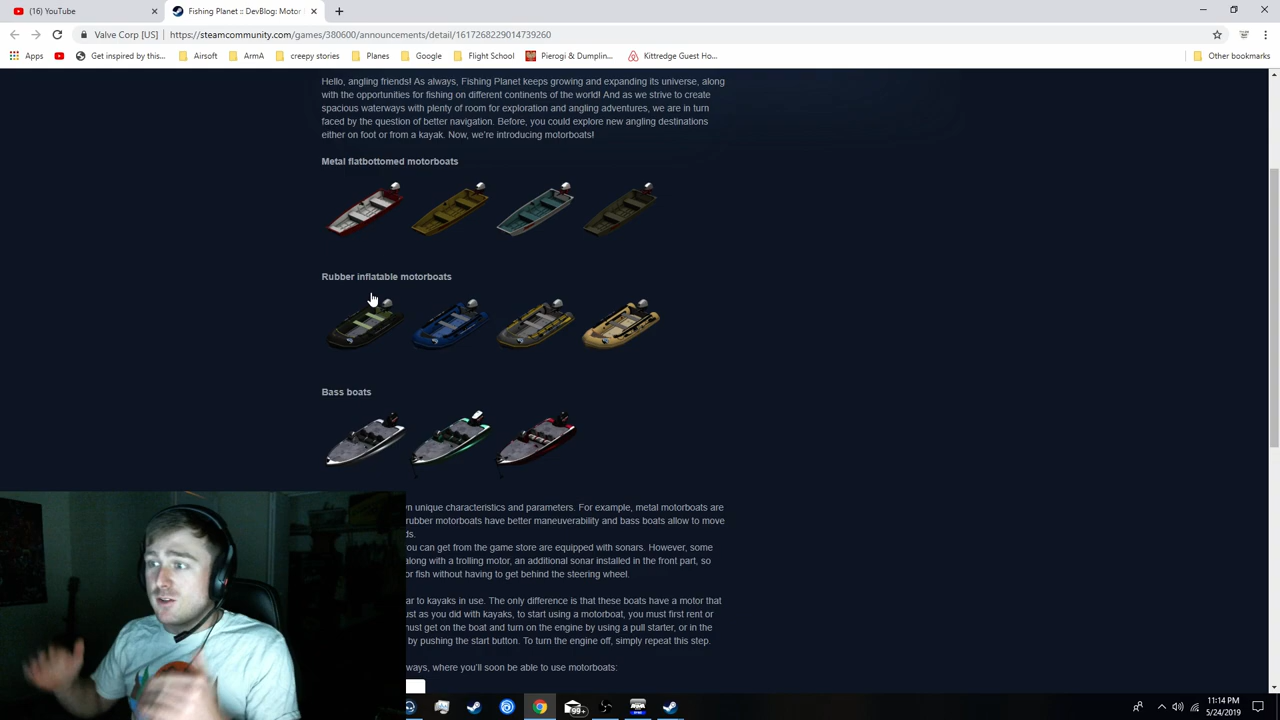 (16) YouTube
Fishing Planet :: DevBlog: Motor
Valve Corp [US] | https://steamcommunity.com/games/380600/announcements/detail/1617268229014739260
Apps
Get inspired by this...
Airsoft
ArmA
creepy stories
Planes
Google
Flight School
Pierogi & Dumplin...
Kittredge Guest Ho...
Other bookmarks
Hello, angling friends! As always, Fishing Planet keeps growing and expanding its universe, along
with the opportunities for fishing on different continents of the world! And as we strive to create
spacious waterways with plenty of room for exploration and angling adventures, we are in turn
faced by the question of better navigation. Before, you could explore new angling destinations
either on foot or from a kayak. Now, we're introducing motorboats!
Metal flatbottomed motorboats
Rubber inflatable motorboats
Bass boats
n unique characteristics and parameters. For example, metal motorboats are
rubber motorboats have better maneuverability and bass boats allow to move
ds.
ou can get from the game store are equipped with sonars. However, some
along with a trolling motor, an additional sonar installed in the front part, so
or fish without having to get behind the steering wheel.
ar to kayaks in use. The only difference is that these boats have a motor that
ust as you did with kayaks, to start using a motorboat, you must first rent or
must get on the boat and turn on the engine by using a pull starter, or in the
by pushing the start button. To turn the engine off, simply repeat this step.
ways, where you'll soon be able to use motorboats:
99+
11:14 PM
5/24/2019